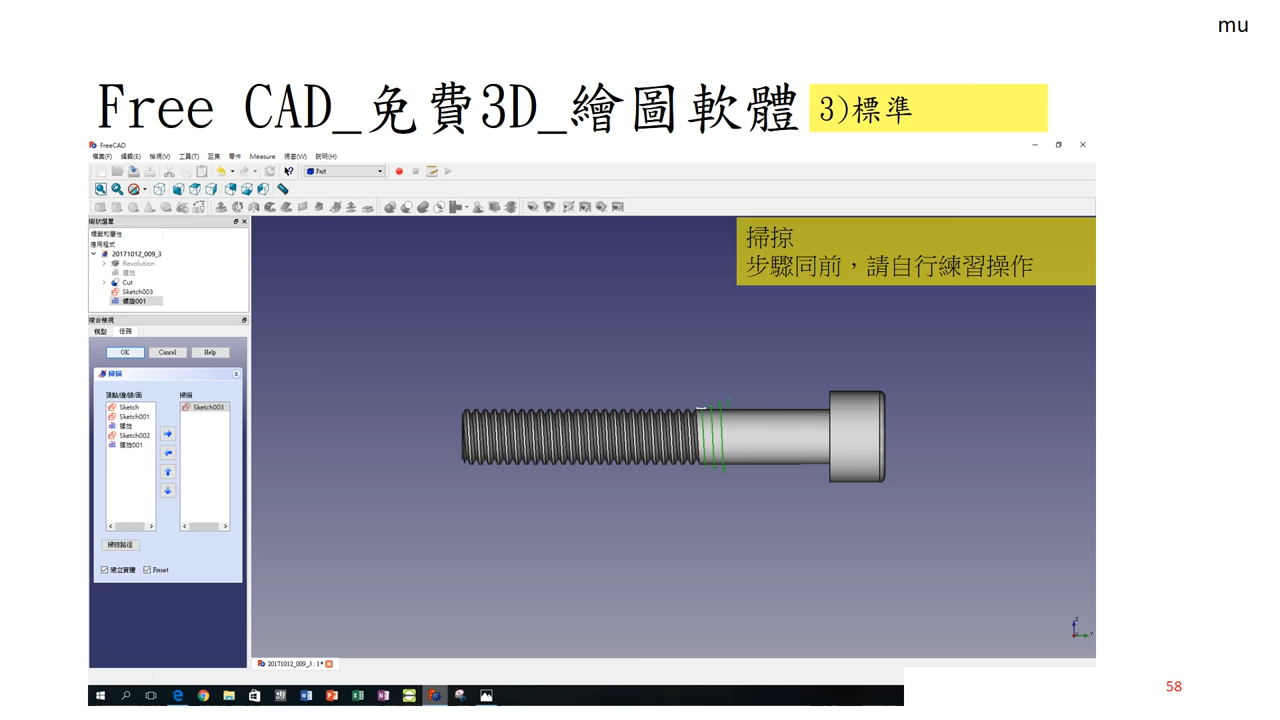 mu
Free CAD_免費3D_繪圖軟體
3)標準
FreeCAD
檔案(F) 編輯(E) 檢視(V) 工具(T) 巨集 零件 Measure 視窗(W) 說明(H)
Part
樹狀選單
標籤和屬性
應用程式
20171012_009_3
Revolution
螺旋
Cut
Sketch003
螺旋001
複合檢視
模型 任務
OK Cancel Help
掃描
頂點/邊/線/面 掃描
Sketch
Sketch001
螺旋
Sketch002
螺旋001
Sketch003
掃掠路徑
建立實體 Frenet
掃掠
步驟同前，請自行練習操作
Z
Y
20171012_009_3 : 1*
58